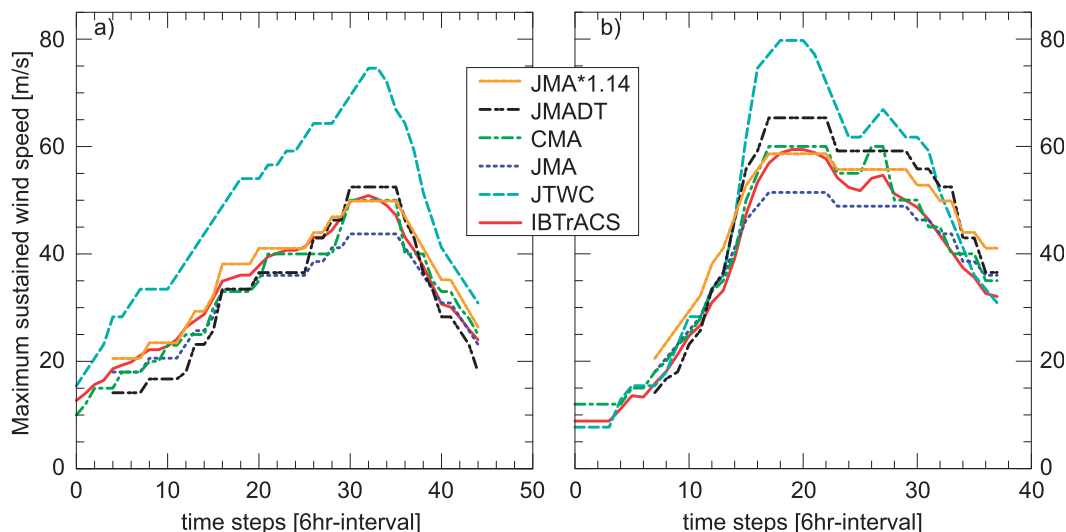 a)
b)
Maximum sustained wind speed [m/s]
80
60
40
20
0
80
60
40
20
0
JMA*1.14
JMADT
CMA
JMA
JTWC
IBTrACS
0 10 20 30 40 50
0 10 20 30 40
time steps [6hr-interval]
time steps [6hr-interval]